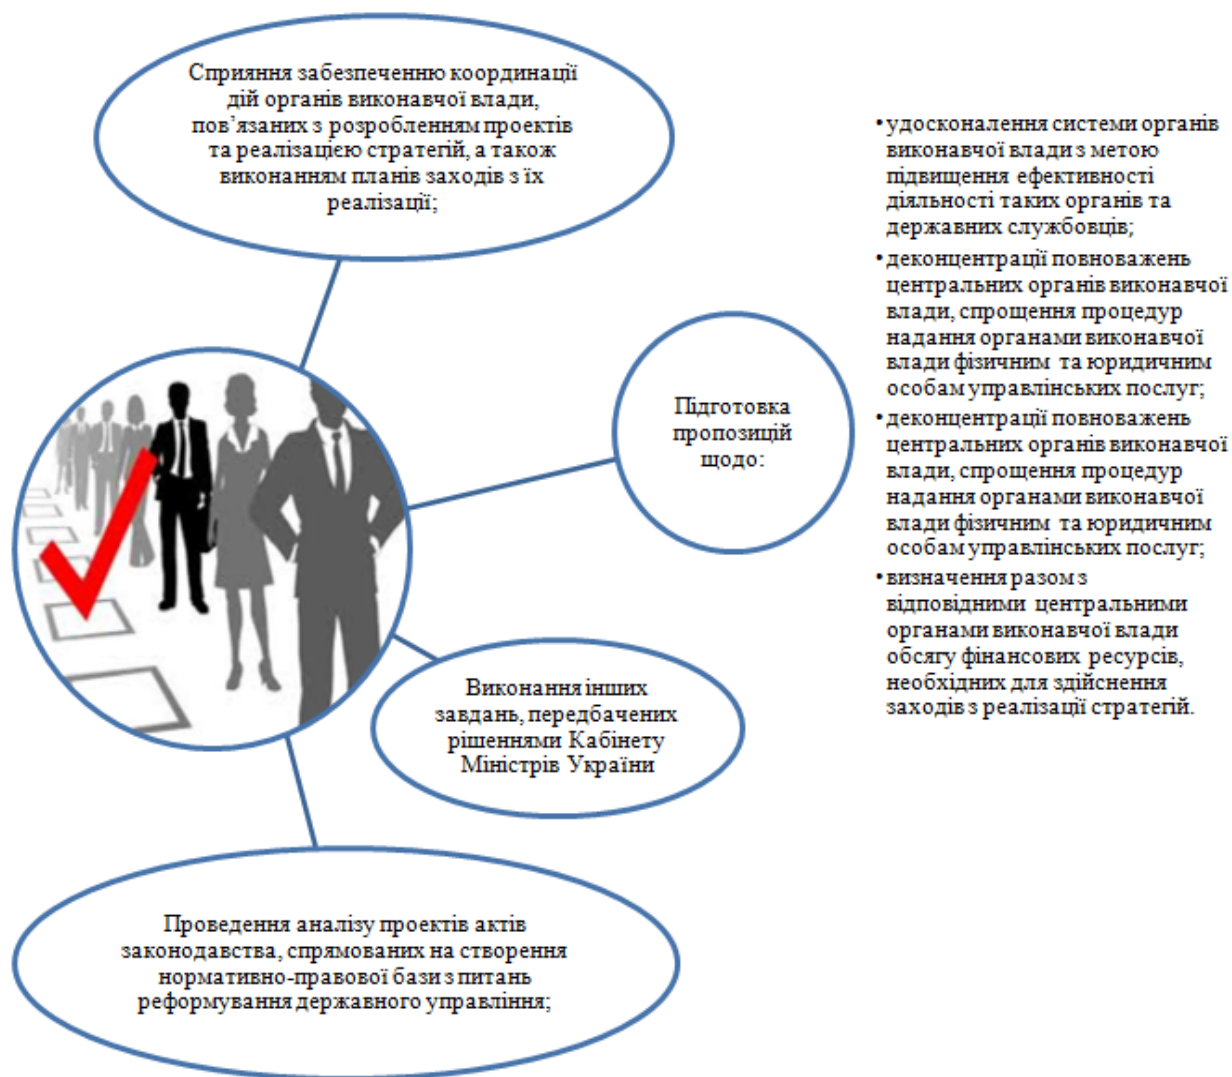 Сприяння забезпеченню координації
дій органів виконавчої влади,
пов’язаних з розробленням проектів
та реалізацією стратегій, а також
виконанням планів заходів з їх
реалізації;
Підготовка
пропозицій
щодо:
• удосконалення системи органів
виконавчої влади з метою
підвищення ефективності
діяльності таких органів та
державних службовців;
• деконцентрації повноважень
центральних органів виконавчої
влади, спрощення процедур
надання органами виконавчої
влади фізичним та юридичним
особам управлінських послуг;
• деконцентрації повноважень
центральних органів виконавчої
влади, спрощення процедур
надання органами виконавчої
влади фізичним та юридичним
особам управлінських послуг;
• визначення разом з
відповідними центральними
органами виконавчої влади
обсягу фінансових ресурсів,
необхідних для здійснення
заходів з реалізації стратегій.
Виконання інших
завдань, передбачених
рішеннями Кабінету
Міністрів України
Проведення аналізу проектів актів
законодавства, спрямованих на створення
нормативно-правової бази з питань
реформування державного управління;